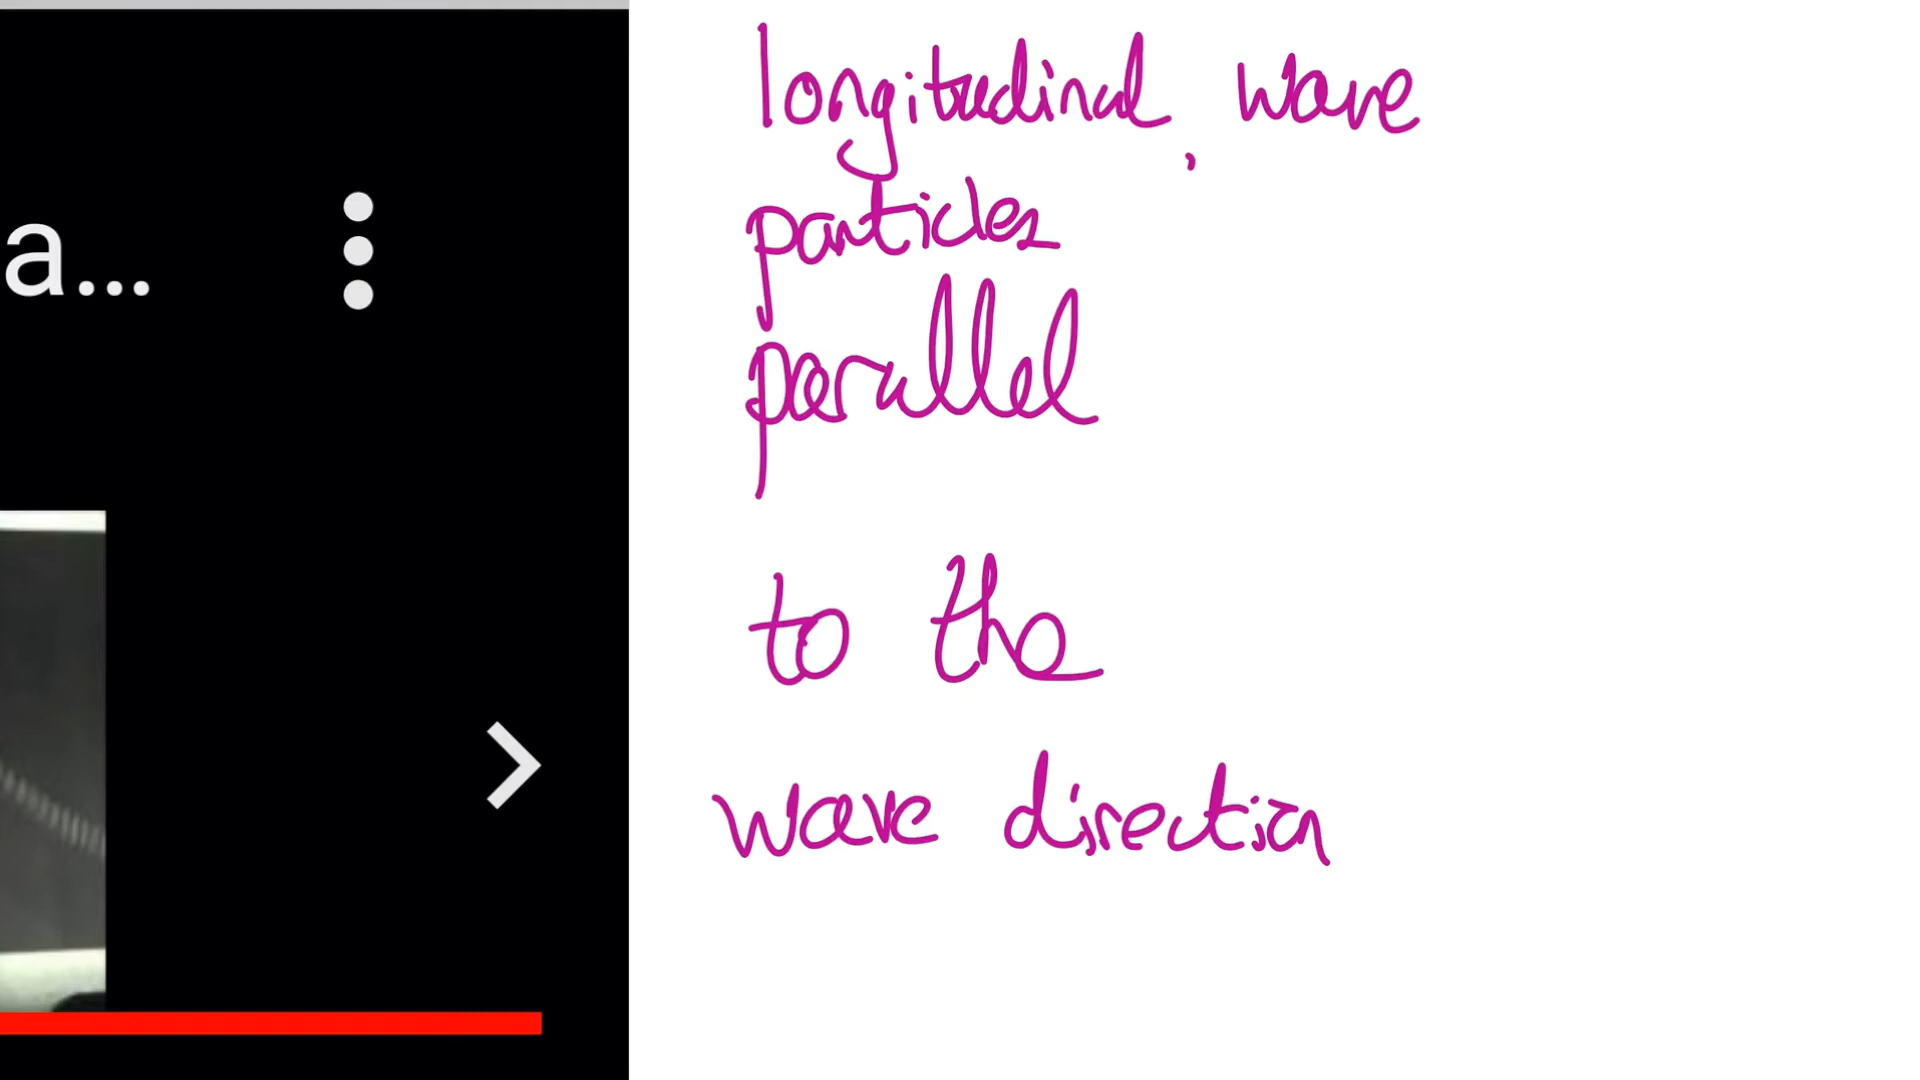 a...
longitudinal wave
particles
parallel
to the
wave direction